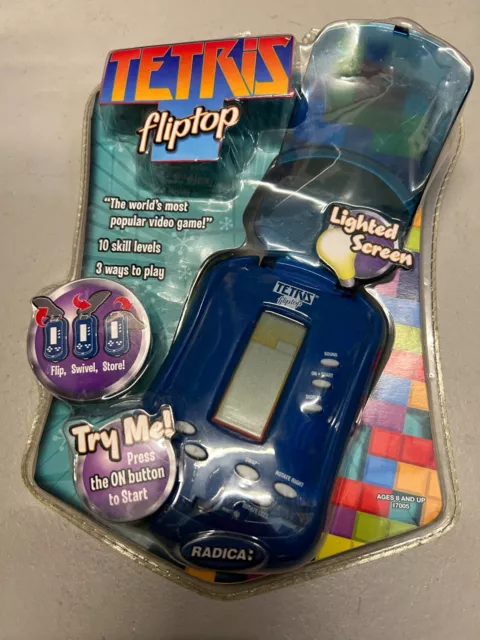 TETRIS
fliptop
"The world's most
popular video game!"
10 skill levels
3 ways to play
Lighted
Screen
Flip, Swivel, Store!
Try Me!
Press
the ON button
to Start
TETRIS
fliptop
SOUND
ON • START
ROTATE RIGHT
RADICA:
AGES 8 AND UP
I7005